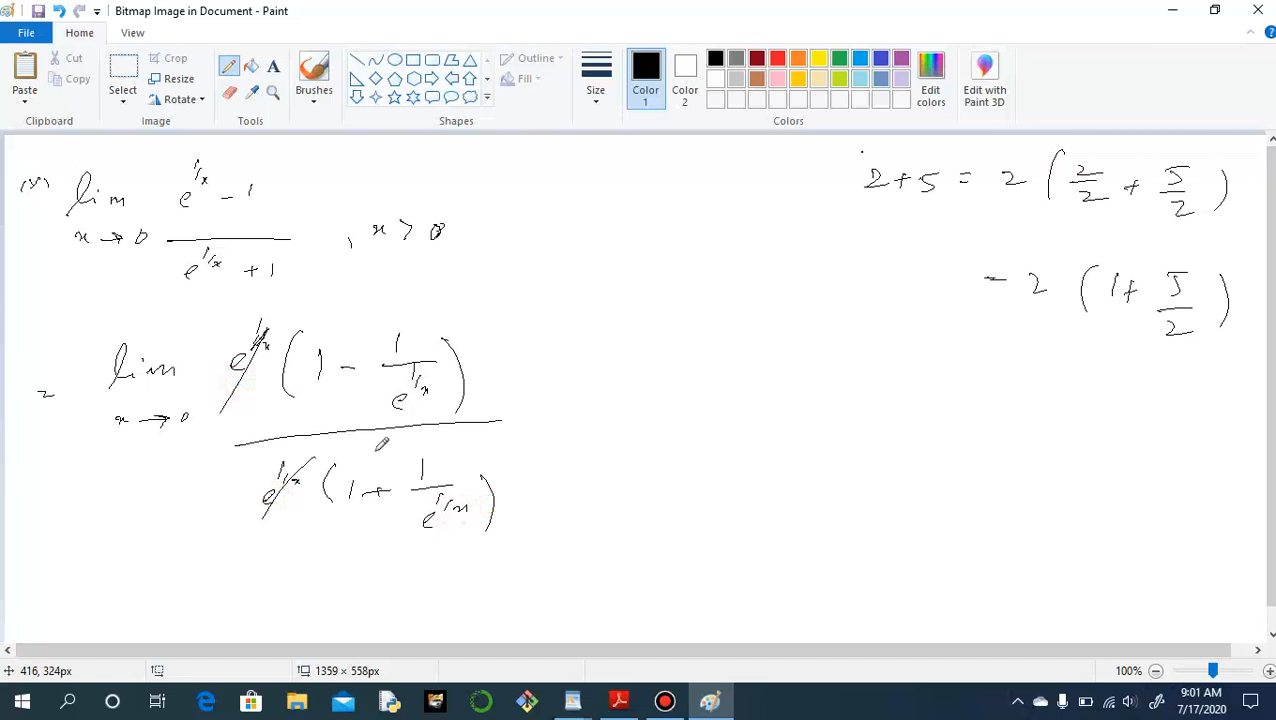 Bitmap Image in Document - Paint
File Home View
Paste Cut Copy Clipboard
Select Crop Resize Rotate Image
Tools
Brushes
Outline Fill Shapes
Size
Color 1 Color 2 Edit colors Edit with Paint 3D Colors
(v) lim x → 0 (e^(1/x) - 1) / (e^(1/x) + 1) , x > 0
= lim x → 0 e^(1/x) (1 - 1/e^(1/x)) / e^(1/x) (1 + 1/e^(1/x))
2 + 5 = 2 (2/2 + 5/2)
= 2 (1 + 5/2)
416, 324px 1359 × 558px 100%
9:01 AM
7/17/2020